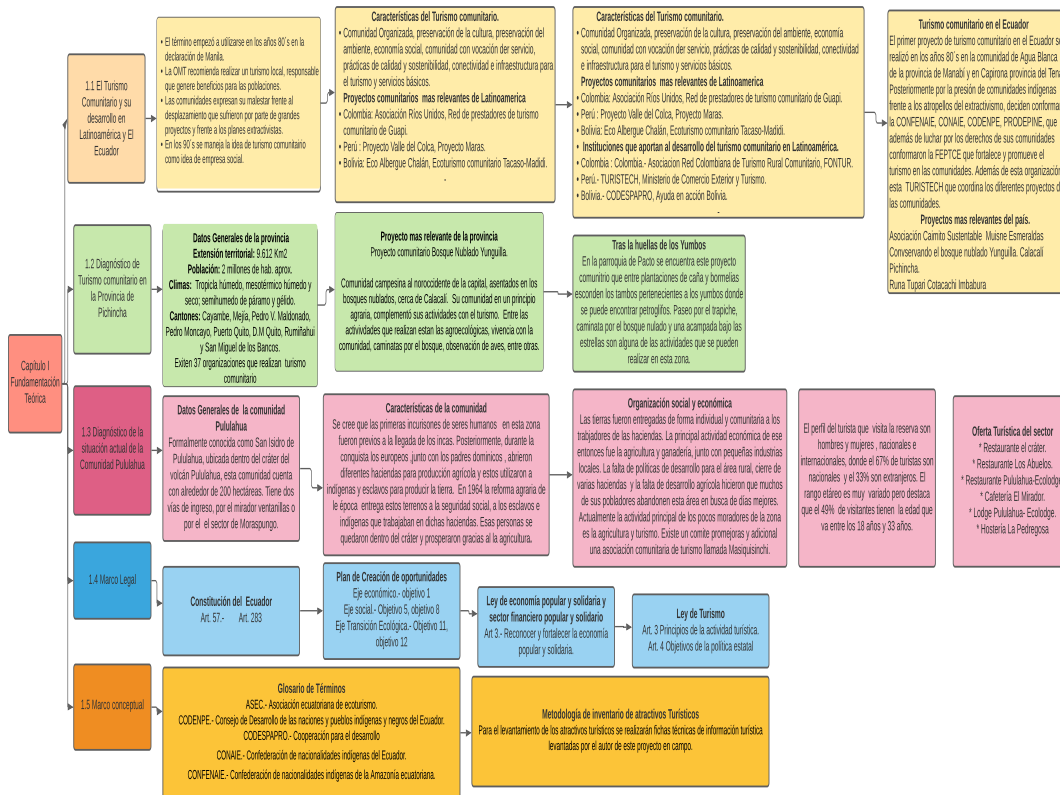 Capítulo I
Fundamentación
Teórica
1.1 El Turismo
Comunitario y su
desarrollo en
Latinoamérica y El
Ecuador
• El término empezó a utilizarse en los años 80´s en la
declaración de Manila.
• La OMT recomienda realizar un turismo local, responsable
que genere beneficios para las poblaciones.
• Las comunidades expresan su malestar frente al
desplazamiento que sufrieron por parte de grandes
proyectos y frente a los planes extractivistas.
• En los 90´s se maneja la idea de turismo comunitario
como idea de empresa social.
Características del Turismo comunitario.
• Comunidad Organizada, preservación de la cultura, preservación del
ambiente, economía social, comunidad con vocación der servicio,
prácticas de calidad y sostenibilidad, conectividad e infraestructura para
el turismo y servicios básicos.
Proyectos comunitarios mas relevantes de Latinoamerica
• Colombia: Asociación Ríos Unidos, Red de prestadores de turismo
comunitario de Guapi.
• Perú : Proyecto Valle del Colca, Proyecto Maras.
• Bolivia: Eco Albergue Chalán, Ecoturismo comunitario Tacaso-Madidi.
-
Características del Turismo comunitario.
• Comunidad Organizada, preservación de la cultura, preservación del ambiente, economía
social, comunidad con vocación der servicio, prácticas de calidad y sostenibilidad, conectividad
e infraestructura para el turismo y servicios básicos.
Proyectos comunitarios mas relevantes de Latinoamerica
• Colombia: Asociación Ríos Unidos, Red de prestadores de turismo comunitario de Guapi.
• Perú : Proyecto Valle del Colca, Proyecto Maras.
• Bolivia: Eco Albergue Chalán, Ecoturismo comunitario Tacaso-Madidi.
• Instituciones que aportan al desarrollo del turismo comunitario en Latinoamérica.
• Colombia : Colombia.- Asociacion Red Colombiana de Turismo Rural Comunitario, FONTUR.
• Perú.- TURISTECH, Ministerio de Comercio Exterior y Turismo.
• Bolivia.- CODESPAPRO, Ayuda en acción Bolivia.
-
Turismo comunitario en el Ecuador
El primer proyecto de turismo comunitario en el Ecuador se
realizó en los años 80´s en la comunidad de Agua Blanca
de la provincia de Manabí y en Capirona provincia del Tena
Posteriormente por la presión de comunidades indígenas
frente a los atropellos del extractivismo, deciden conformar
la CONFENAIE, CONAIE, CODENPE, PRODEPINE, que
además de luchar por los derechos de sus comunidades
conformaron la FEPTCE que fortalece y promueve el
turismo en las comunidades. Además de esta organización
esta TURISTECH que coordina los diferentes proyectos de
las comunidades.
Proyectos mas relevantes del país.
Asociación Caimito Sustentable Muisne Esmeraldas
Convservando el bosque nublado Yunguilla. Calacalí
Pichincha.
Runa Tupari Cotacachi Imbabura
1.2 Diagnóstico de
Turismo comunitario en
la Provincia de
Pichincha
Datos Generales de la provincia
Extensión territorial: 9.612 Km2
Población: 2 millones de hab. aprox.
Climas: Tropicla húmedo, mesotérmico húmedo y
seco; semihumedo de páramo y gélido.
Cantones: Cayambe, Mejía, Pedro V. Maldonado,
Pedro Moncayo, Puerto Quito, D.M Quito, Rumiñahui
y San Miguel de los Bancos.
Exiten 37 organizaciones que realizan turismo
comunitario
Proyecto mas relevante de la provincia
Proyecto comunitario Bosque Nublado Yunguilla.
Comunidad campesina al noroccidente de la capital, asentados en los
bosques nublados, cerca de Calacalí. Su comunidad en un principio
agraria, complementó sus actividades con el turismo. Entre las
activiidades que realizan estan las agroecológicas, vivencia con la
comunidad, caminatas por el bosque, observación de aves, entre otras.
Tras la huellas de los Yumbos
En la parroquia de Pacto se encuentra este proyecto
comunitrio que entre plantaciones de caña y bormelias
esconden los tambos pertenecientes a los yumbos donde
se puede encontrar petroglifos. Paseo por el trapiche,
caminata por el bosque nulado y una acampada bajo las
estrellas son alguna de las actividades que se pueden
realizar en esta zona.
1.3 Diagnóstico de la
situación actual de la
Comunidad Pululahua
Datos Generales de la comunidad
Pululahua
Formalmente conocida como San Isidro de
Pululahua, ubicada dentro del cráter del
volcán Pululahua, esta comunidad cuenta
con alrededor de 200 hectáreas. Tiene dos
vías de ingreso, por el mirador ventanillas o
por el el sector de Moraspungo.
Características de la comunidad
Se cree que las primeras incurisones de seres humanos en esta zona
fueron previos a la llegada de los incas. Posteriormente, durante la
conquista los europeos ,junto con los padres dominicos , abrieron
diferentes haciendas para producción agrícola y estos utilizaron a
indígenas y esclavos para producir la tierra. En 1964 la reforma agraria de
le época entrega estos terrenos a la seguridad social, a los esclavos e
indígenas que trabajaban en dichas haciendas. Esas personas se
quedaron dentro del cráter y prosperaron gracias al la agricultura.
Organización social y económica
Las tierras fueron entregadas de forma individual y comunitaria a los
trbajadores de las haciendas. La principal actividad económica de ese
entonces fue la agricultura y ganadería, junto con pequeñas industrias
locales. La falta de políticas de desarrollo para el área rural, cierre de
varias haciendas y la falta de desarrollo agrícola hicieron que muchos
de sus pobladores abandonen esta área en busca de días mejores.
Actualmente la actividad principal de los pocos moradores de la zona
es la agricultura y turismo. Existe un comite promejoras y adicional
una asociación comunitaria de turismo llamada Masiquisinchi.
El perfil del turista que visita la reserva son
hombres y mujeres , nacionales e
internacionales, donde el 67% de turistas son
nacionales y el 33% son extranjeros. El
rango etáreo es muy variado pero destaca
que el 49% de visitantes tienen la edad que
va entre los 18 años y 33 años.
Oferta Turística del sector
* Restaurante el cráter.
* Restaurante Los Abuelos.
* Restaurante Pululahua-Ecolodge
* Cafetería El Mirador.
* Lodge Pululahua- Ecolodge.
* Hosteria La Pedregosa
1.4 Marco Legal
Constitución del Ecuador
Art. 57.- Art. 283
Plan de Creación de oportunidades
Eje económico.- objetivo 1
Eje social.- Objetivo 5, objetivo 8
Eje Transición Ecológica.- Objetivo 11,
objetivo 12
Ley de economía popular y solidaria y
sector financiero popular y solidario
Art 3.- Reconocer y fortalecer la economía
popular y solidaria.
Ley de Turismo
Art. 3 Principios de la actividad turística.
Art. 4 Objetivos de la política estatal
1.5 Marco conceptual
Glosario de Términos
ASEC.- Asociación ecuatoriana de ecoturismo.
CODENPE.- Consejo de Desarrollo de las naciones y pueblos indígenas y negros del Ecuador.
CODESPAPRO.- Cooperación para el desarrollo
CONAIE.- Confederación de nacionalidades indígenas del Ecuador.
CONFENAIE.- Confederación de nacionalidades indígenas de la Amazonía ecuatoriana.
Metodología de inventario de atractivos Turísticos
Para el levantamiento de los atractivos turísticos se realizarán fichas técnicas de información turística
levantadas por el autor de este proyecto en campo.